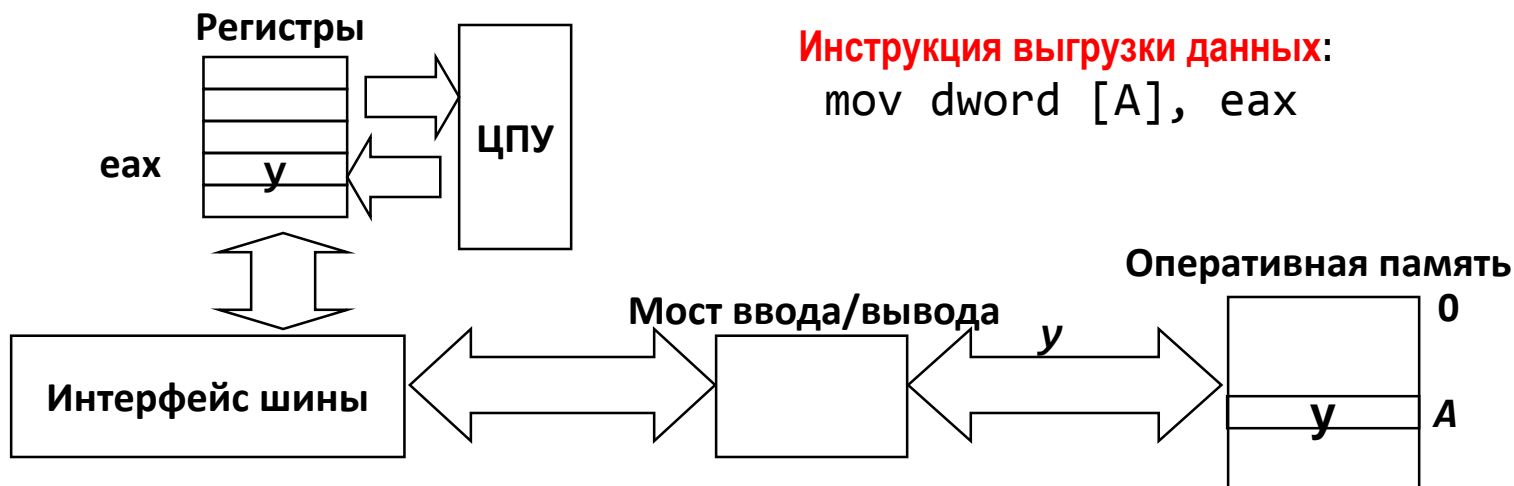 Регистры
Инструкция выгрузки данных:
mov dword [A], eax
ЦПУ
eax
y
Оперативная память
0
Мост ввода/вывода
y
Интерфейс шины
y
A